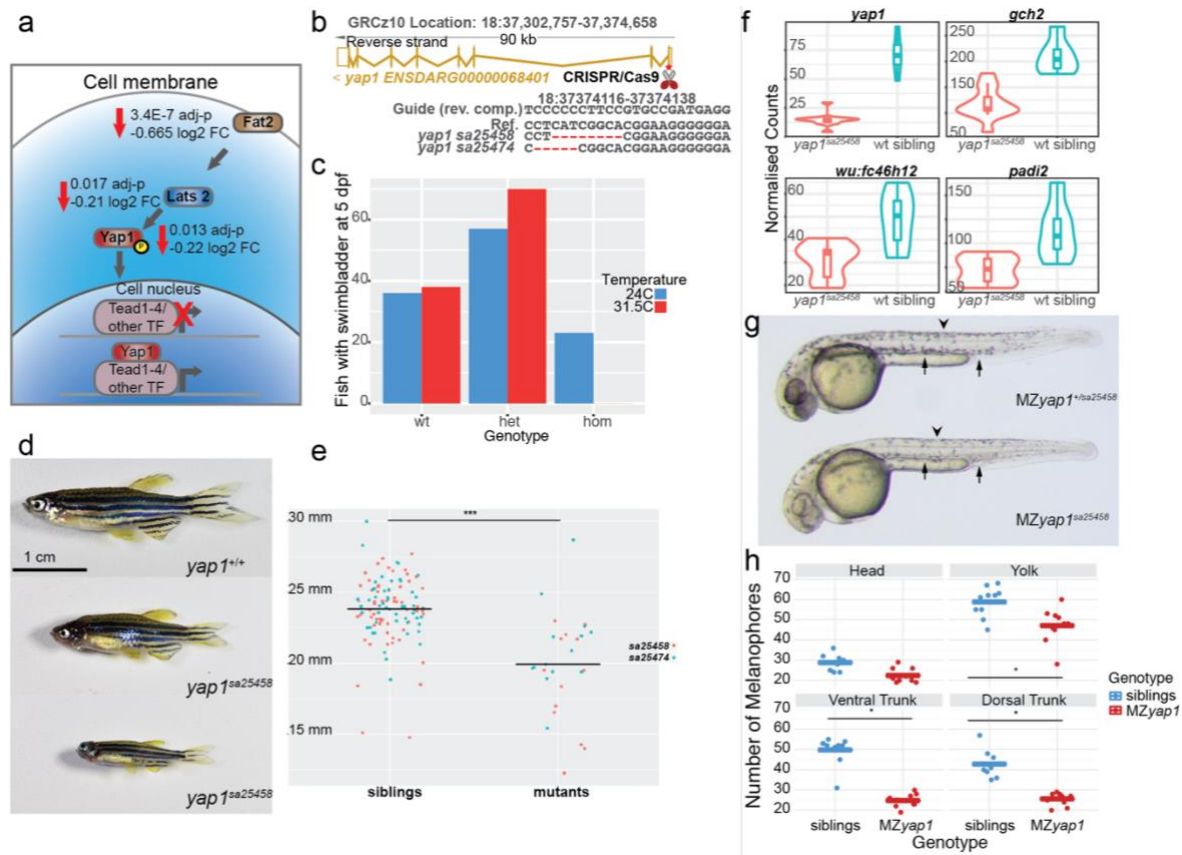 a
Cell membrane
3.4E-7 adj-p
-0.665 log2 FC
Fat2
0.017 adj-p
-0.21 log2 FC
Lats 2
Yap1
P
0.013 adj-p
-0.22 log2 FC
Cell nucleus
Tead1-4/
other TF
X
Yap1
Tead1-4/
other TF
b
GRCz10 Location: 18:37,302,757-37,374,658
Reverse strand
90 kb
< yap1 ENSDARG00000068401
CRISPR/Cas9
18:37374116-37374138
Guide (rev. comp.)TCCCCCCTTCCGTGCCGATGAGG
Ref. CCTCATCGGCACGGAAGGGGGGA
yap1 sa25458 CCT--------CGGAAGGGGGGA
yap1 sa25474 C-----CGGCACGGAAGGGGGGA
c
Fish with swimbladder at 5 dpf
60
40
20
0
wt het hom
Genotype
Temperature
24C
31.5C
d
1 cm
yap1+/+
yap1sa25458
yap1sa25458
e
30 mm
25 mm
20 mm
15 mm
***
siblings mutants
sa25458
sa25474
f
Normalised Counts
yap1
75
50
25
yap1sa25458 wt sibling
gch2
250
200
150
100
50
yap1sa25458 wt sibling
wu:fc46h12
60
40
20
yap1sa25458 wt sibling
padi2
150
100
50
yap1sa25458 wt sibling
g
MZyap1+/sa25458
MZyap1sa25458
h
Number of Melanophores
Head Yolk
70
60
50
40
30
20
*
Ventral Trunk Dorsal Trunk
70
60
50
40
30
20
* *
siblings MZyap1 siblings MZyap1
Genotype
Genotype
siblings
MZyap1